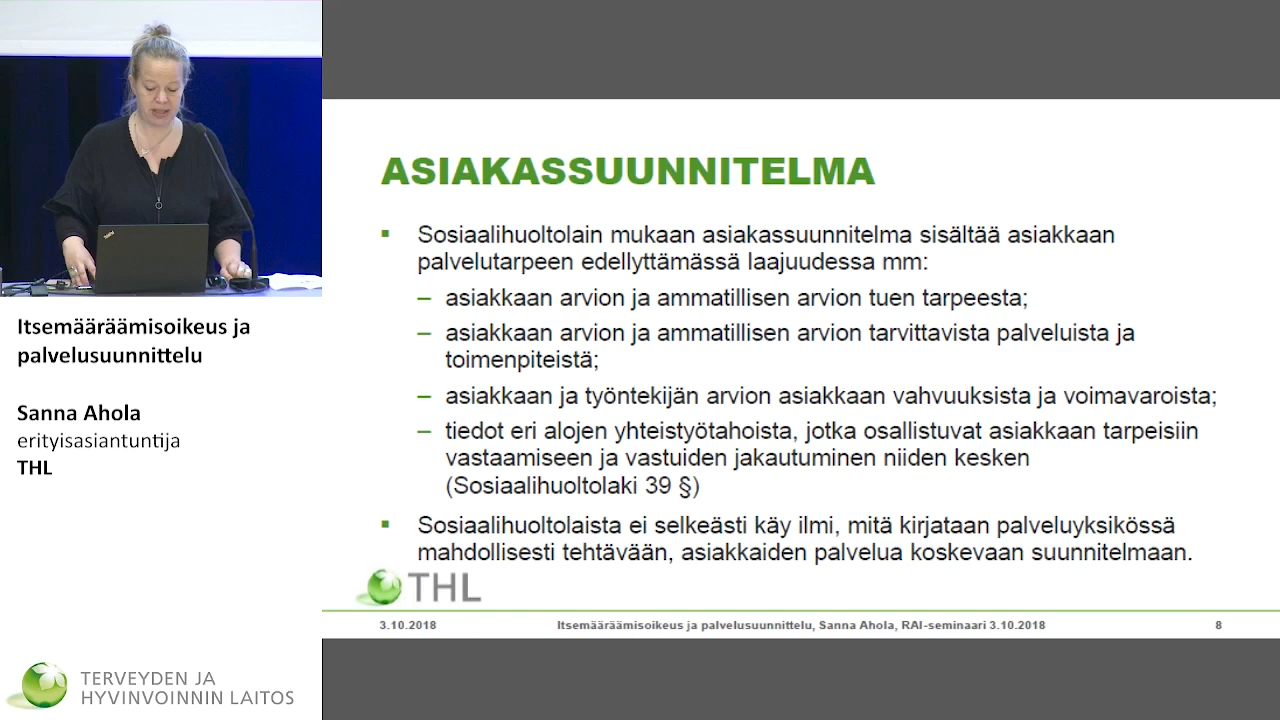 Itsemääräämisoikeus ja
palvelusuunnittelu
Sanna Ahola
erityisasiantuntija
THL
TERVEYDEN JA
HYVINVOINNIN LAITOS
ASIAKASSUUNNITELMA
▪ Sosiaalihuoltolain mukaan asiakassuunnitelma sisältää asiakkaan
palvelutarpeen edellyttämässä laajuudessa mm:
– asiakkaan arvion ja ammatillisen arvion tuen tarpeesta;
– asiakkaan arvion ja ammatillisen arvion tarvittavista palveluista ja
toimenpiteistä;
– asiakkaan ja työntekijän arvion asiakkaan vahvuuksista ja voimavaroista;
– tiedot eri alojen yhteistyötahoista, jotka osallistuvat asiakkaan tarpeisiin
vastaamiseen ja vastuiden jakautuminen niiden kesken
(Sosiaalihuoltolaki 39 §)
▪ Sosiaalihuoltolaista ei selkeästi käy ilmi, mitä kirjataan palveluyksikössä
mahdollisesti tehtävään, asiakkaiden palvelua koskevaan suunnitelmaan.
THL
3.10.2018 Itsemääräämisoikeus ja palvelusuunnittelu, Sanna Ahola, RAI-seminaari 3.10.2018 8